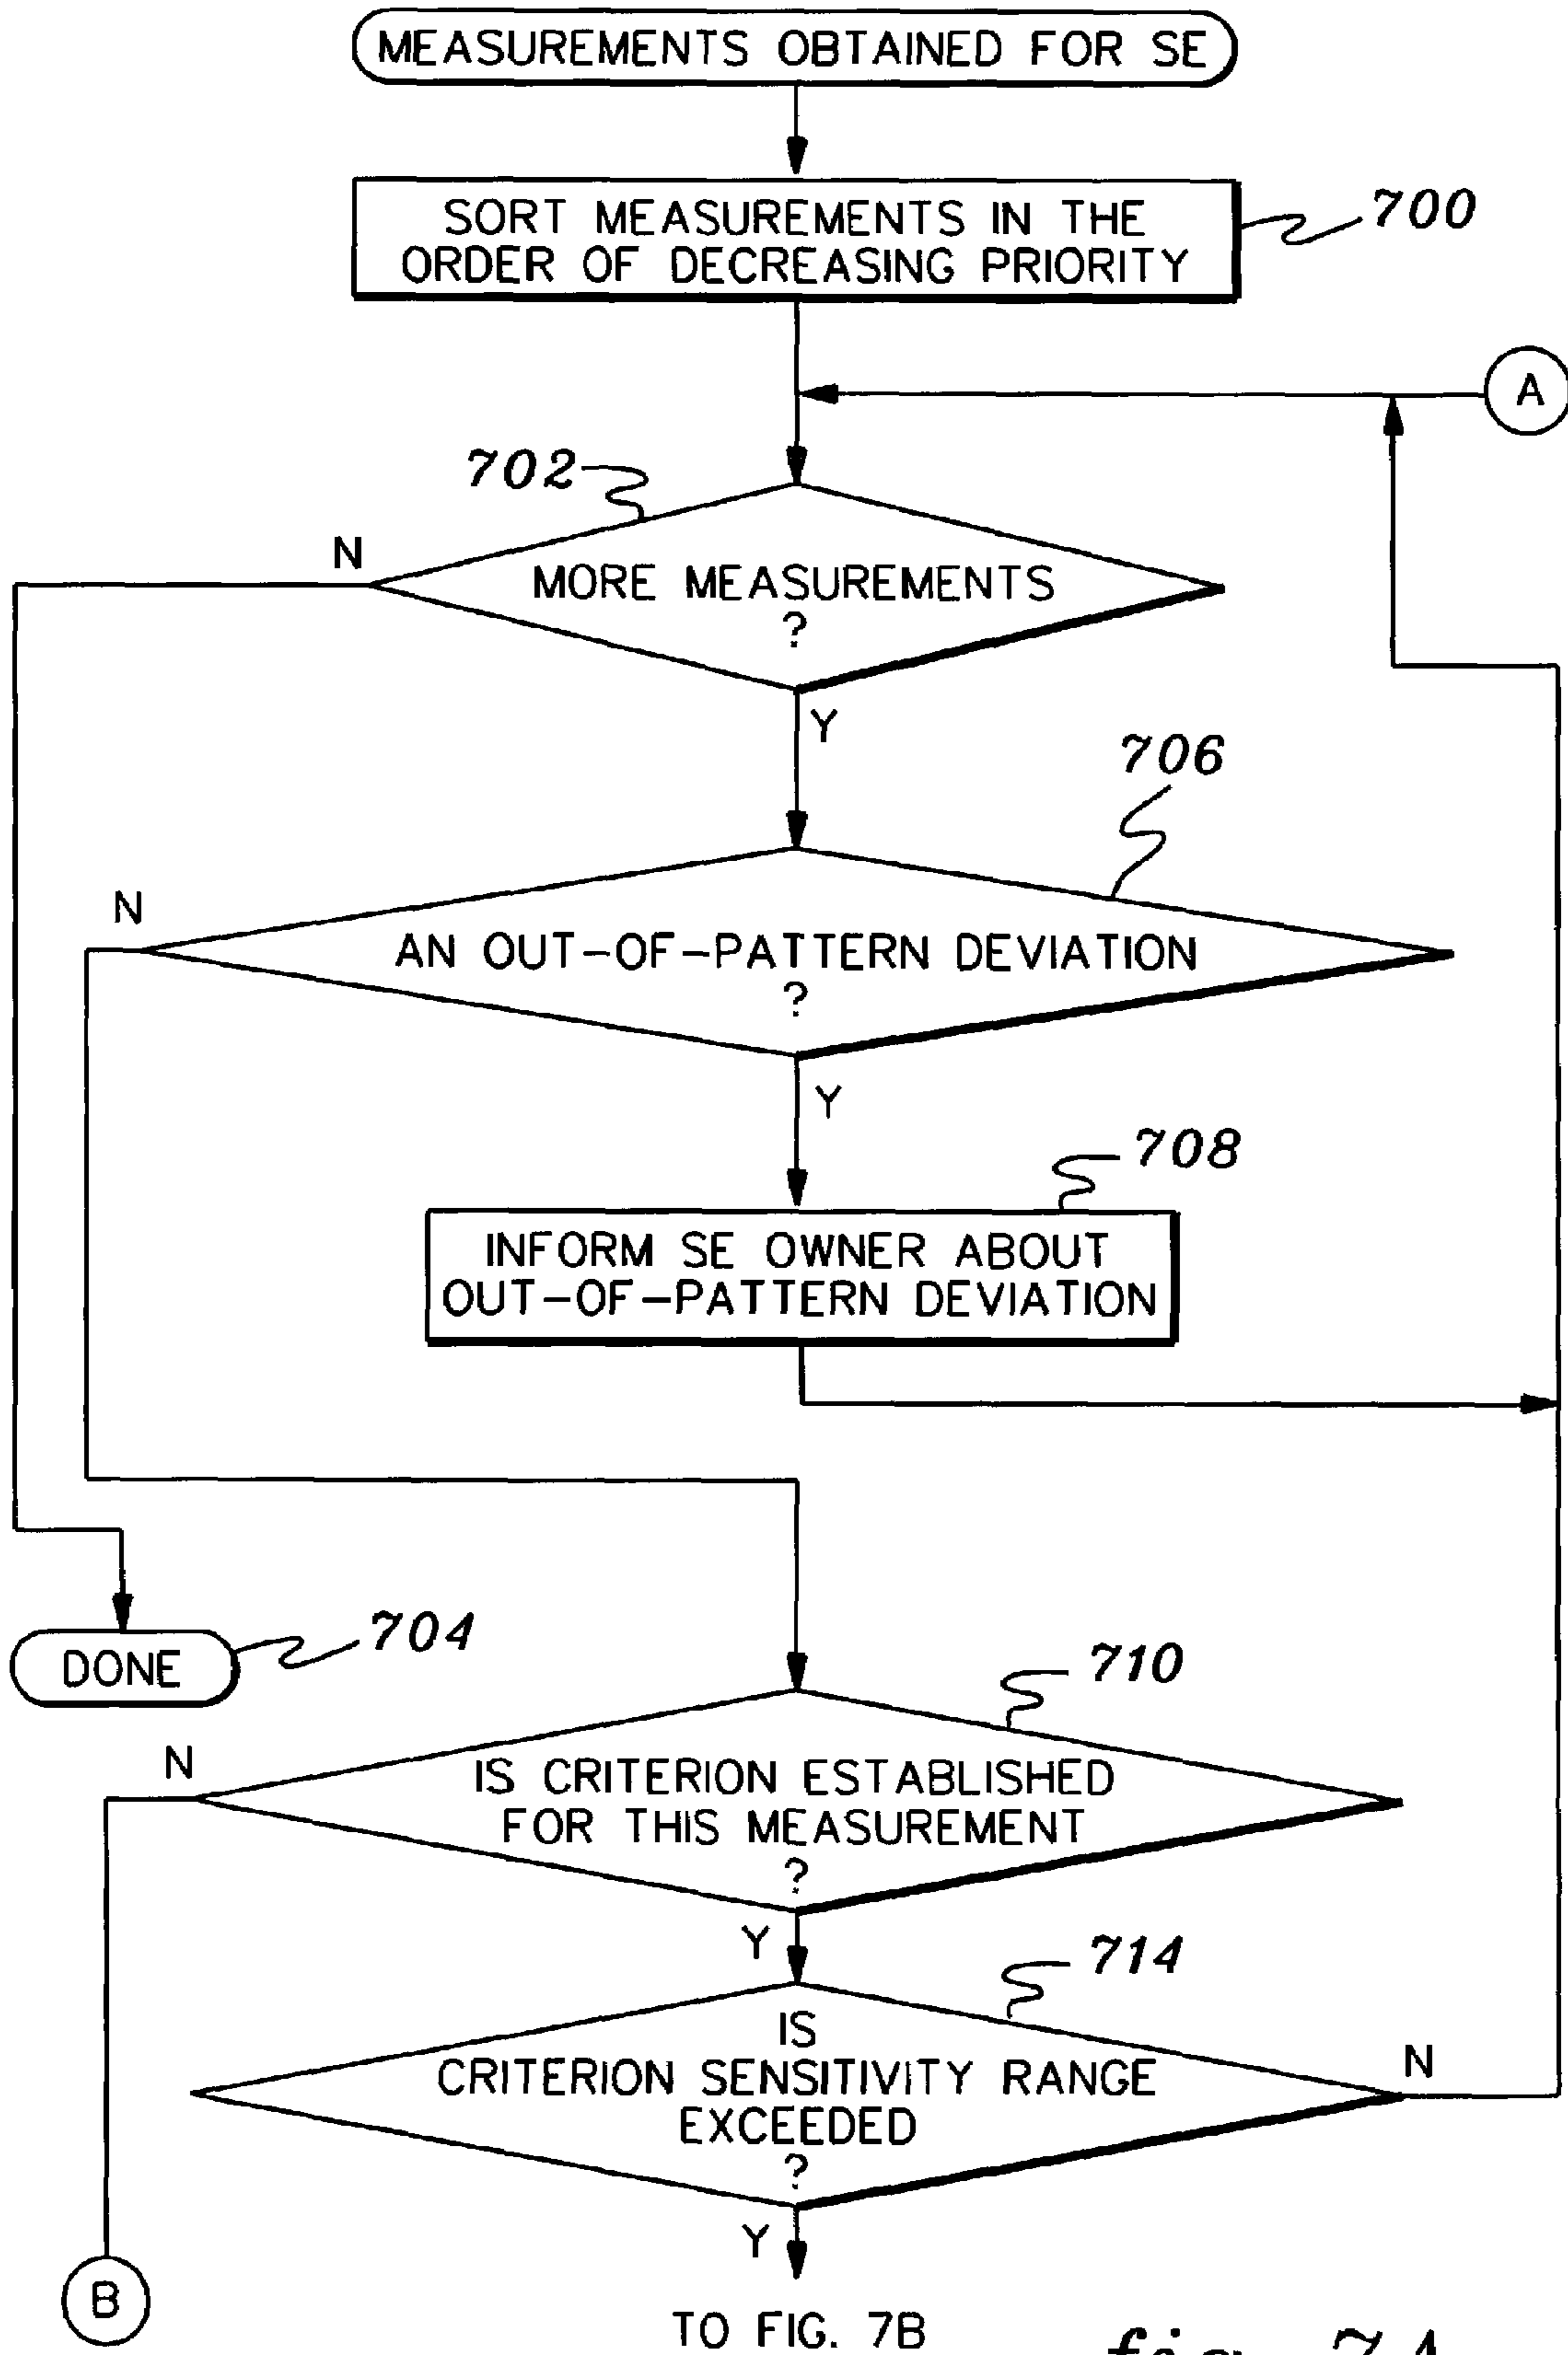 MEASUREMENTS OBTAINED FOR SE
SORT MEASUREMENTS IN THE
ORDER OF DECREASING PRIORITY
700
A
702
N
MORE MEASUREMENTS
?
Y
706
N
AN OUT-OF-PATTERN DEVIATION
?
Y
708
INFORM SE OWNER ABOUT
OUT-OF-PATTERN DEVIATION
DONE
704
710
N
IS CRITERION ESTABLISHED
FOR THIS MEASUREMENT
?
Y
714
IS
CRITERION SENSITIVITY RANGE
EXCEEDED
?
N
Y
B
TO FIG. 7B
fig. 7A